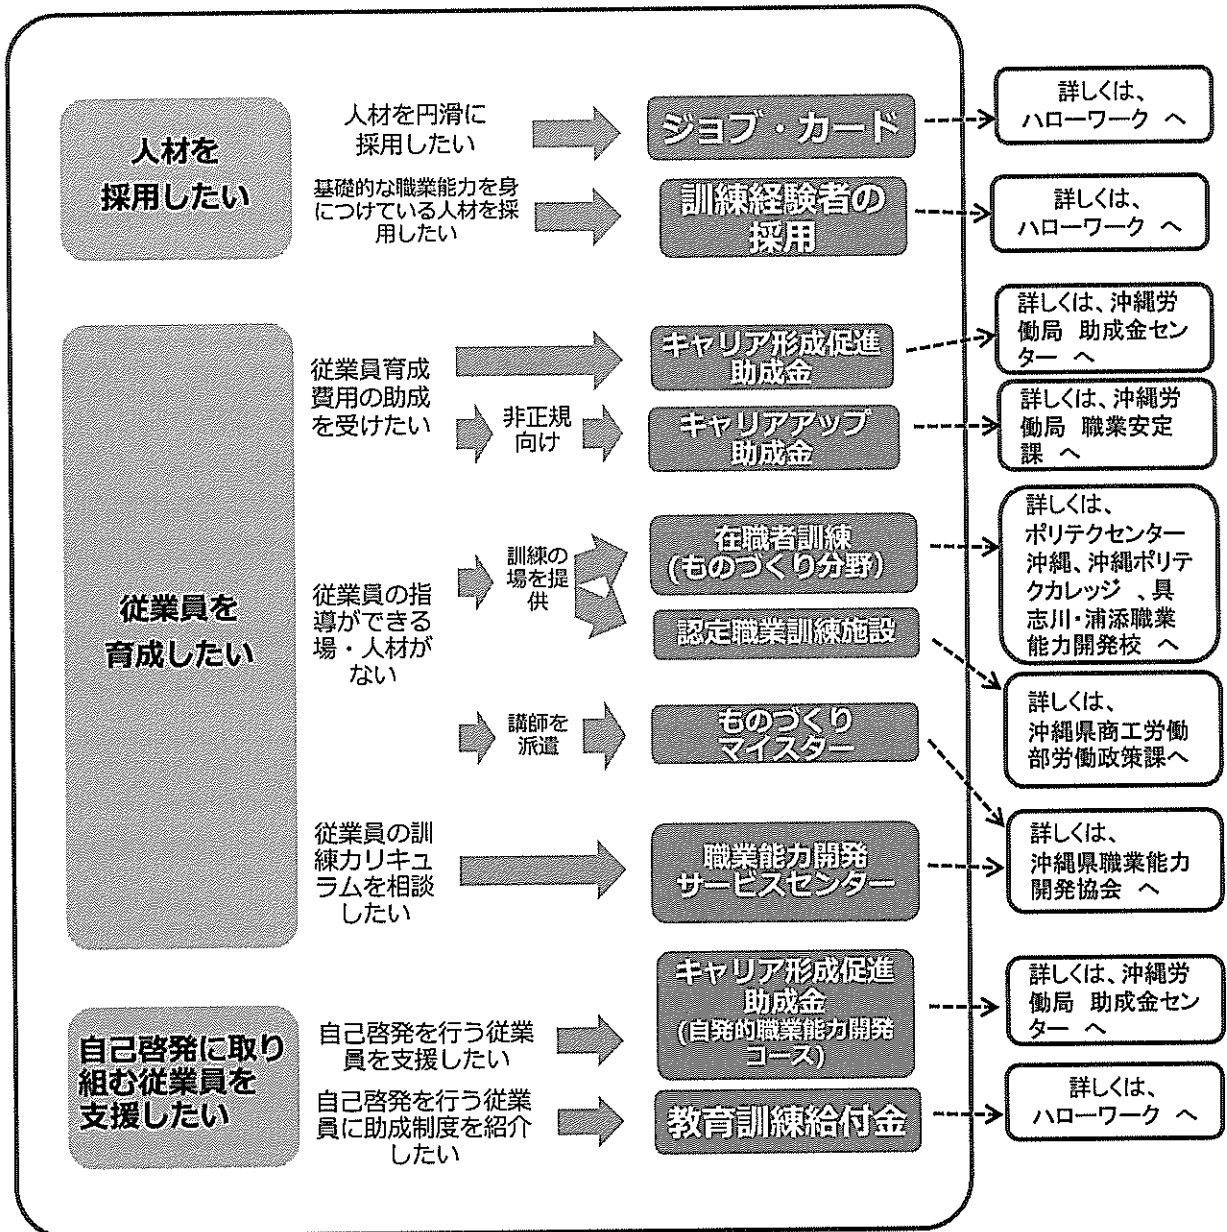 人材を
採用したい
人材を円滑に
採用したい
ジョブ・カード
詳しくは、
ハローワーク へ
基礎的な職業能力を身
につけている人材を採
用したい
訓練経験者の
採用
詳しくは、
ハローワーク へ
従業員を
育成したい
従業員育成
費用の助成
を受けたい
キャリア形成促進
助成金
詳しくは、沖縄労
働局 助成金セン
ター へ
非正規
向け
キャリアアップ
助成金
詳しくは、沖縄労
働局 職業安定
課 へ
従業員の指
導ができる
場・人材が
ない
訓練の
場を提
供
在職者訓練
(ものづくり分野)
詳しくは、
ポリテクセンター
沖縄、沖縄ポリテ
クカレッジ 、具
志川・浦添職業
能力開発校 へ
認定職業訓練施設
詳しくは、
沖縄県商工労働
部労働政策課へ
講師を
派遣
ものづくり
マイスター
従業員の訓
練カリキュ
ラムを相談
したい
職業能力開発
サービスセンター
詳しくは、
沖縄県職業能力
開発協会 へ
自己啓発に取り
組む従業員を
支援したい
自己啓発を行う従業
員を支援したい
キャリア形成促進
助成金
(自発的職業能力開発
コース)
詳しくは、沖縄労
働局 助成金セン
ター へ
自己啓発を行う従業
員に助成制度を紹介
したい
教育訓練給付金
詳しくは、
ハローワーク へ